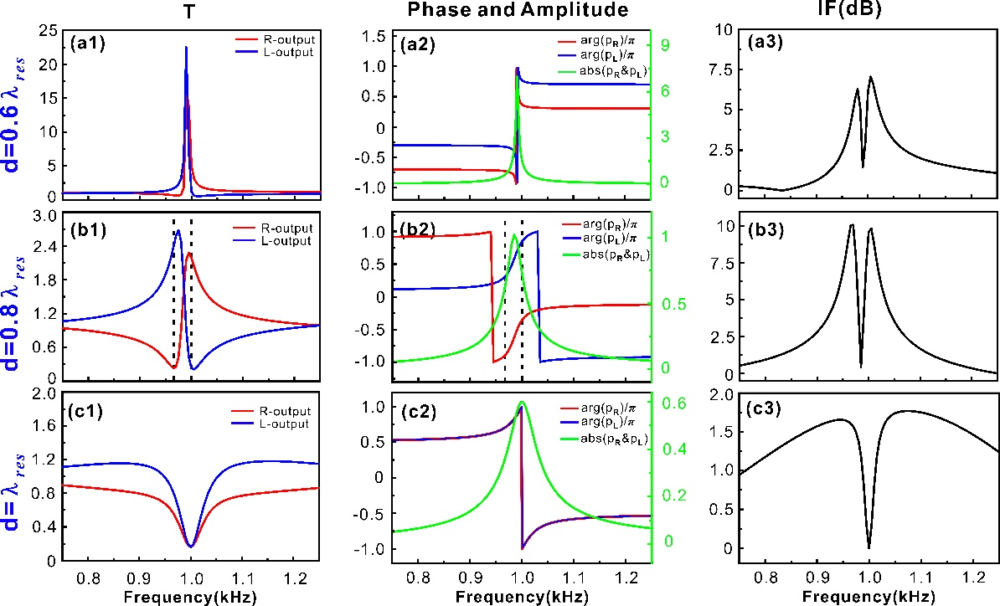 T
Phase and Amplitude
IF(dB)
d=0.6 λ res
(a1)
R-output
L-output
25
20
15
10
5
0
(a2)
arg(pR)/π
arg(pL)/π
abs(pR&pL)
1.5
1.0
0.5
0
-0.5
-1.0
9
6
3
0
(a3)
10
7.5
5.0
2.5
0
d=0.8 λ res
(b1)
R-output
L-output
3.0
2.4
1.8
1.2
0.6
0
(b2)
arg(pR)/π
arg(pL)/π
abs(pR&pL)
1.0
0.5
0
-0.5
-1.0
1
0.5
0
(b3)
10
7.5
5.0
2.5
0
d= λ res
(c1)
R-output
L-output
2.0
1.6
1.2
0.8
0.4
0
(c2)
arg(pR)/π
arg(pL)/π
abs(pR&pL)
1.0
0.5
0
-0.5
-1.0
0.6
0.4
0.2
0
(c3)
2.0
1.5
1.0
0.5
0
0.8 0.9 1.0 1.1 1.2
Frequency(kHz)
0.8 0.9 1.0 1.1 1.2
Frequency(kHz)
0.8 0.9 1.0 1.1 1.2
Frequency(kHz)